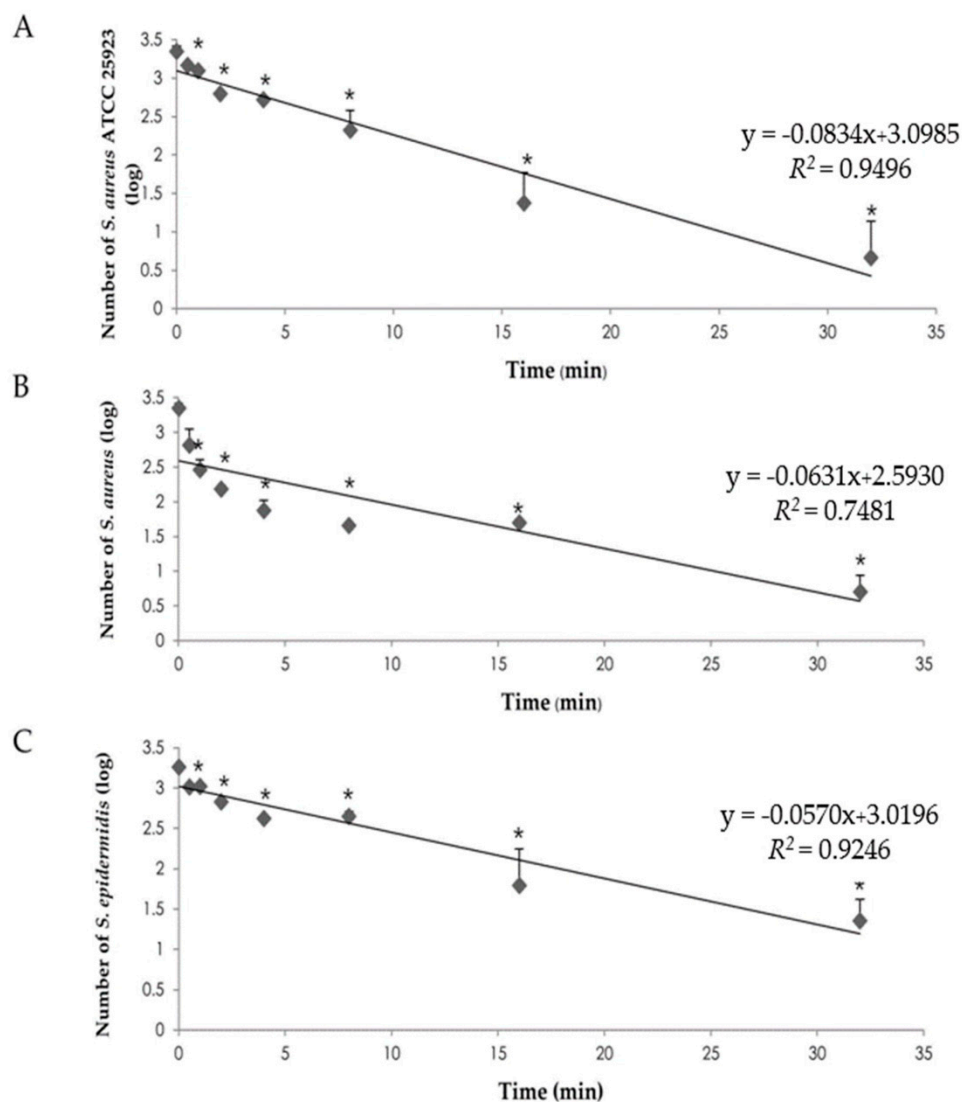 A
Number of S. aureus ATCC 25923
(log)
3.5
3
2.5
2
1.5
1
0.5
0
* * * * * *
y = -0.0834x+3.0985
R² = 0.9496
0 5 10 15 20 25 30 35
Time (min)
B
Number of S. aureus (log)
3.5
3
2.5
2
1.5
1
0.5
0
* * * * * *
y = -0.0631x+2.5930
R² = 0.7481
0 5 10 15 20 25 30 35
Time (min)
C
Number of S. epidermidis (log)
3.5
3
2.5
2
1.5
1
0.5
0
* * * * * *
y = -0.0570x+3.0196
R² = 0.9246
0 5 10 15 20 25 30 35
Time (min)